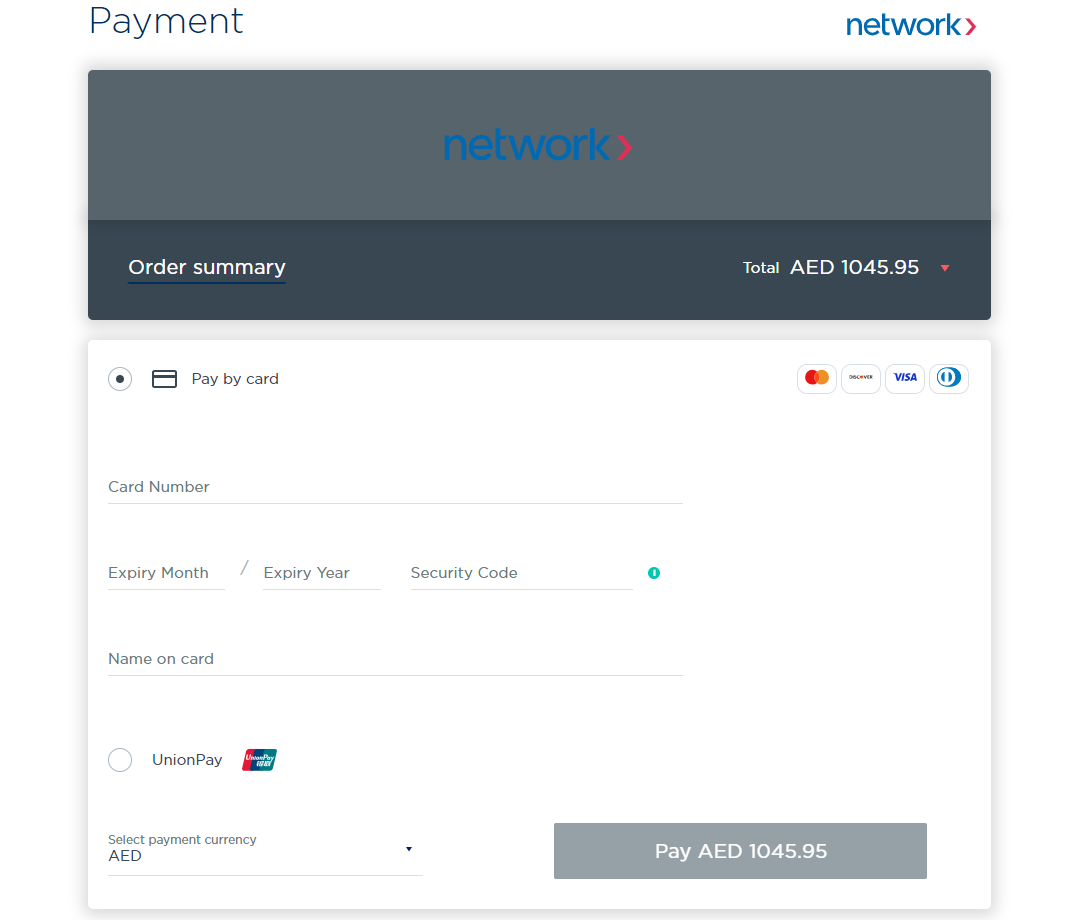 Payment
network
network
Order summary
Total AED 1045.95
Pay by card
DISCOVER
VISA
Card Number
Expiry Month / Expiry Year
Security Code
Name on card
UnionPay
UnionPay
银联
Select payment currency
AED
Pay AED 1045.95